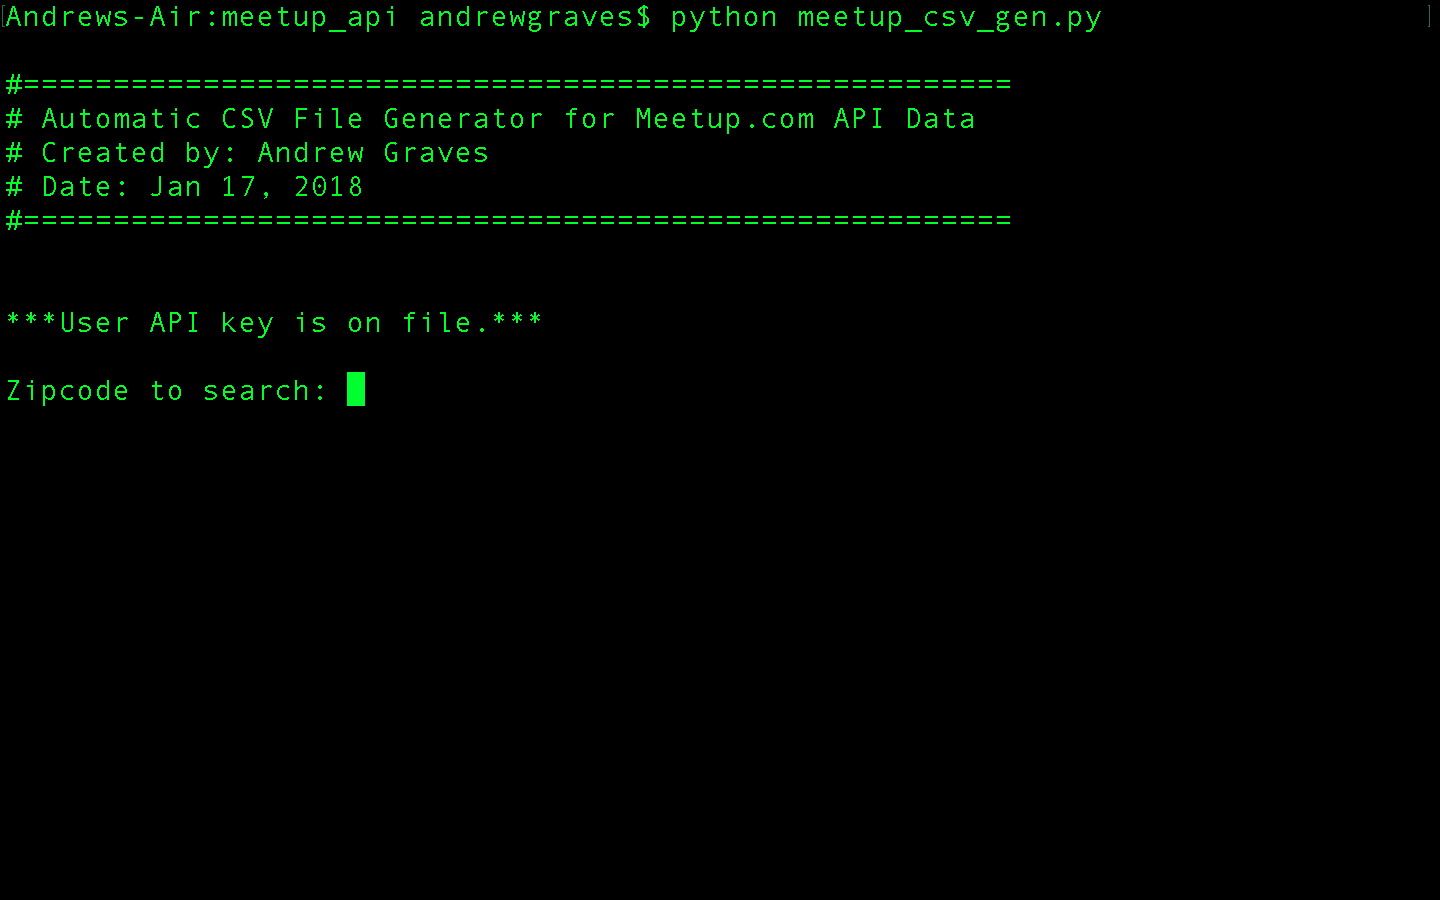 [Andrews-Air:meetup_api andrewgraves$ python meetup_csv_gen.py ]
#=======================================================
# Automatic CSV File Generator for Meetup.com API Data
# Created by: Andrew Graves
# Date: Jan 17, 2018
#=======================================================
***User API key is on file.***
Zipcode to search: